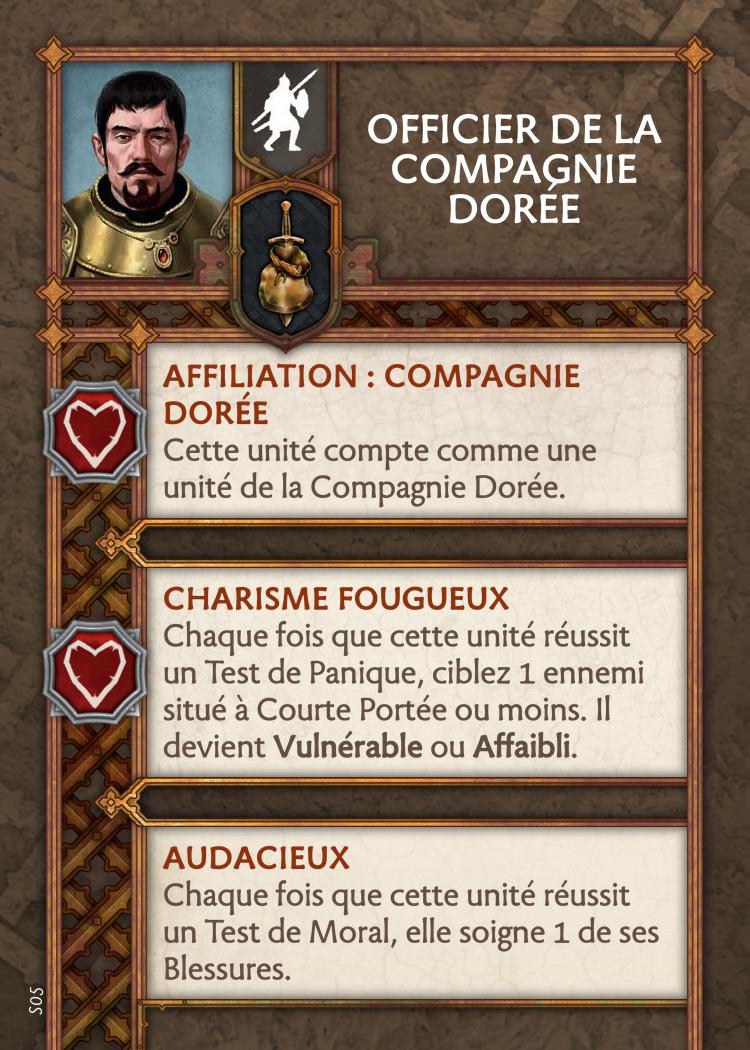 OFFICIER DE LA
COMPAGNIE
DORÉE
AFFILIATION : COMPAGNIE
DORÉE
Cette unité compte comme une
unité de la Compagnie Dorée.
CHARISME FOUGUEUX
Chaque fois que cette unité réussit
un Test de Panique, ciblez 1 ennemi
situé à Courte Portée ou moins. Il
devient Vulnérable ou Affaibli.
AUDACIEUX
Chaque fois que cette unité réussit
un Test de Moral, elle soigne 1 de ses
Blessures.
S05